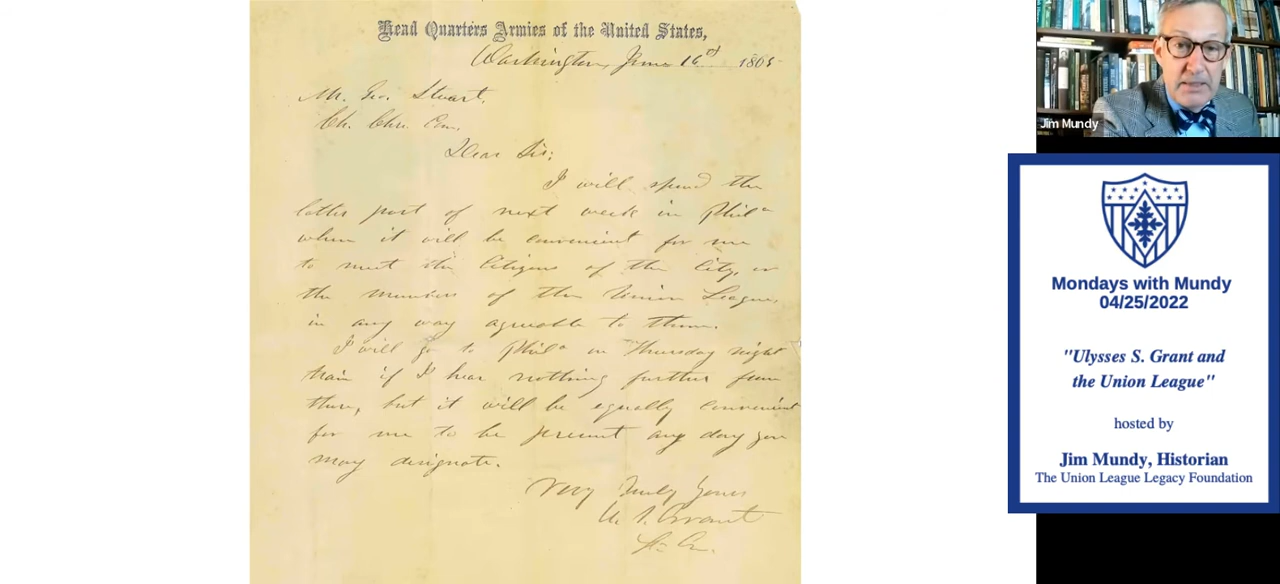 Head Quarters Armies of the United States,
Washington, June 16th 1865
Mr. Geo. Stuart,
Ch. Chr. Com.
Dear Sir:
I will spend the
latter part of next week in Phila
when it will be convenient for me
to meet the Citizens of the City, or
the members of the Union League,
in any way agreeable to them.
I will go to Phila on Thursday night
train if I hear nothing further from
there, but it will be equally convenient
for me to be present any day you
may designate.
Very Truly Yours
U. S. Grant
Lt. Gn.
Jim Mundy
Mondays with Mundy
04/25/2022
"Ulysses S. Grant and
the Union League"
hosted by
Jim Mundy, Historian
The Union League Legacy Foundation